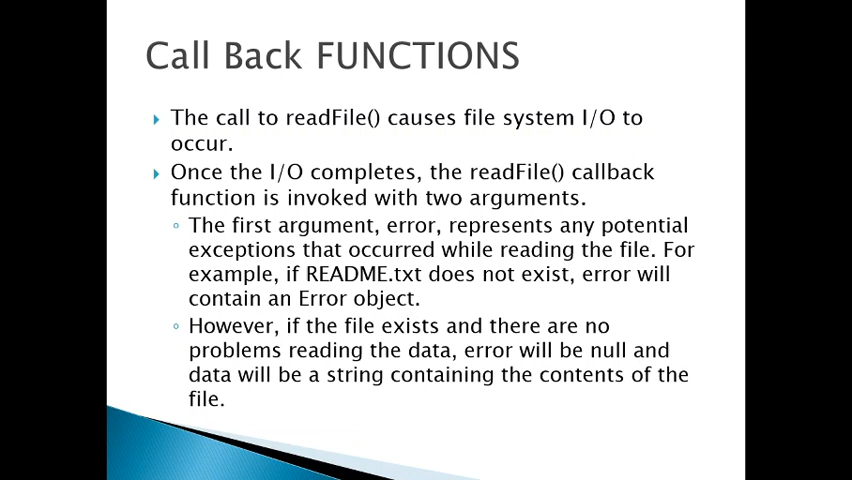 Call Back FUNCTIONS
The call to readFile() causes file system I/O to
occur.
Once the I/O completes, the readFile() callback
function is invoked with two arguments.
The first argument, error, represents any potential
exceptions that occurred while reading the file. For
example, if README.txt does not exist, error will
contain an Error object.
However, if the file exists and there are no
problems reading the data, error will be null and
data will be a string containing the contents of the
file.